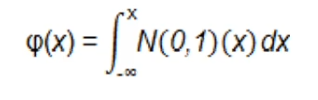 φ(x) = ∫_{-∞}^{x} N(0,1)(x) dx